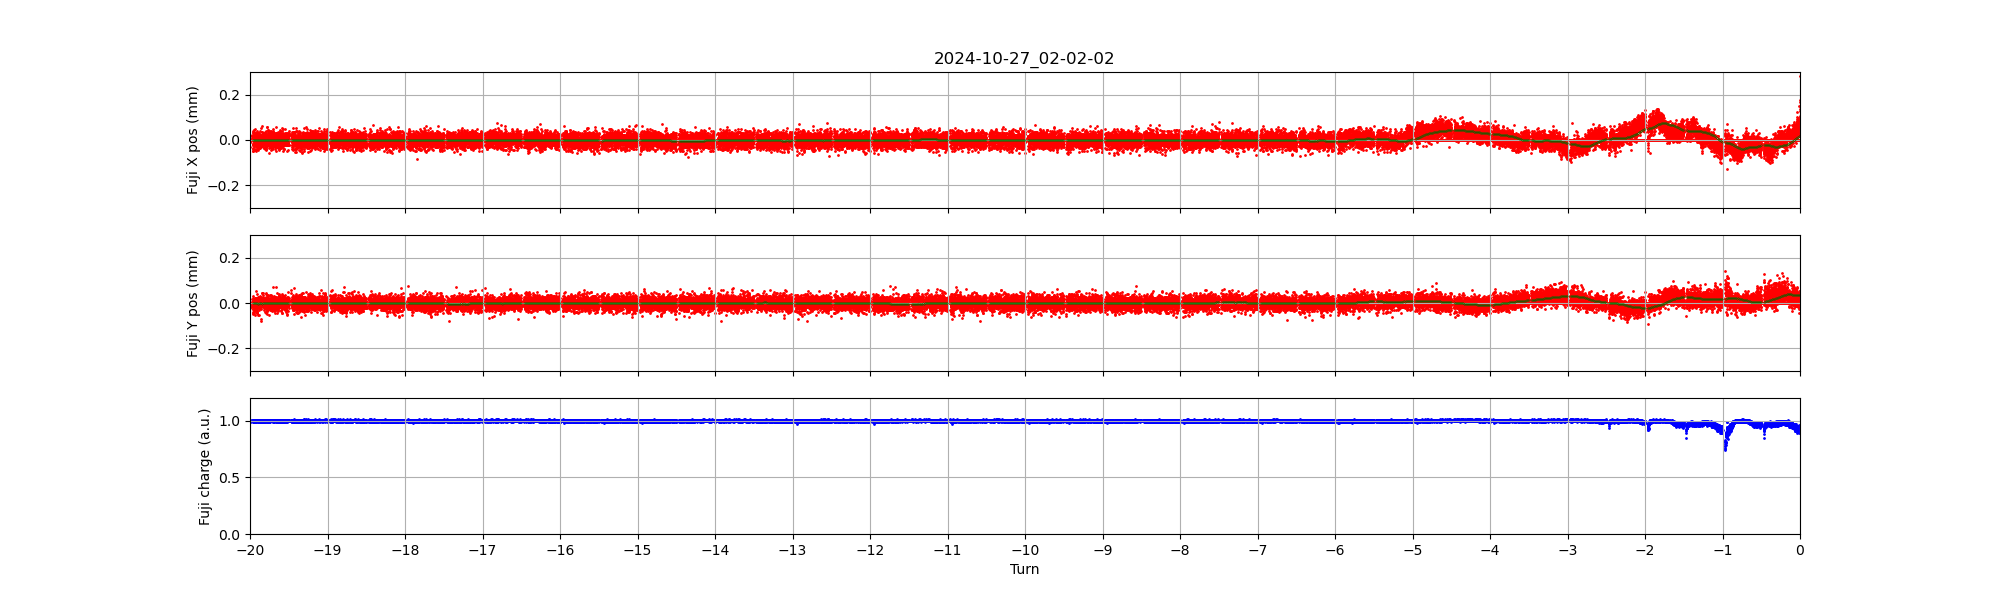 2024-10-27_02-02-02
Fuji X pos (mm)
0.2
0.0
−0.2
Fuji Y pos (mm)
0.2
0.0
−0.2
Fuji charge (a.u.)
1.0
0.5
0.0
−20 −19 −18 −17 −16 −15 −14 −13 −12 −11 −10 −9 −8 −7 −6 −5 −4 −3 −2 −1 0
Turn